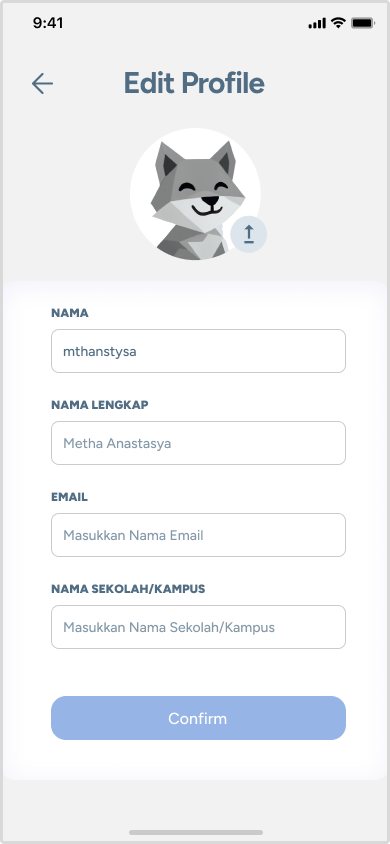 9:41
Edit Profile
NAMA
mthanstysa
NAMA LENGKAP
Metha Anastasya
EMAIL
Masukkan Nama Email
NAMA SEKOLAH/KAMPUS
Masukkan Nama Sekolah/Kampus
Confirm